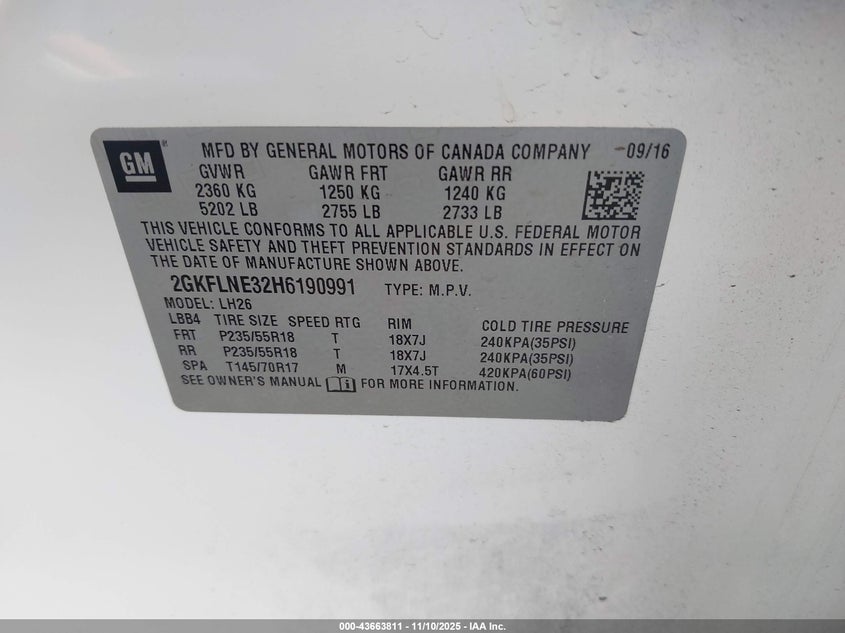 GM
MFD BY GENERAL MOTORS OF CANADA COMPANY 09/16
GVWR GAWR FRT GAWR RR
2360 KG 1250 KG 1240 KG
5202 LB 2755 LB 2733 LB
THIS VEHICLE CONFORMS TO ALL APPLICABLE U.S. FEDERAL MOTOR
VEHICLE SAFETY AND THEFT PREVENTION STANDARDS IN EFFECT ON
THE DATE OF MANUFACTURE SHOWN ABOVE.
2GKFLNE32H6190991 TYPE: M.P.V.
MODEL: LH26
LBB4 TIRE SIZE SPEED RTG RIM COLD TIRE PRESSURE
FRT P235/55R18 T 18X7J 240KPA(35PSI)
RR P235/55R18 T 18X7J 240KPA(35PSI)
SPA T145/70R17 M 17X4.5T 420KPA(60PSI)
SEE OWNER'S MANUAL FOR MORE INFORMATION.
000-43663811 - 11/10/2025 - IAA Inc.